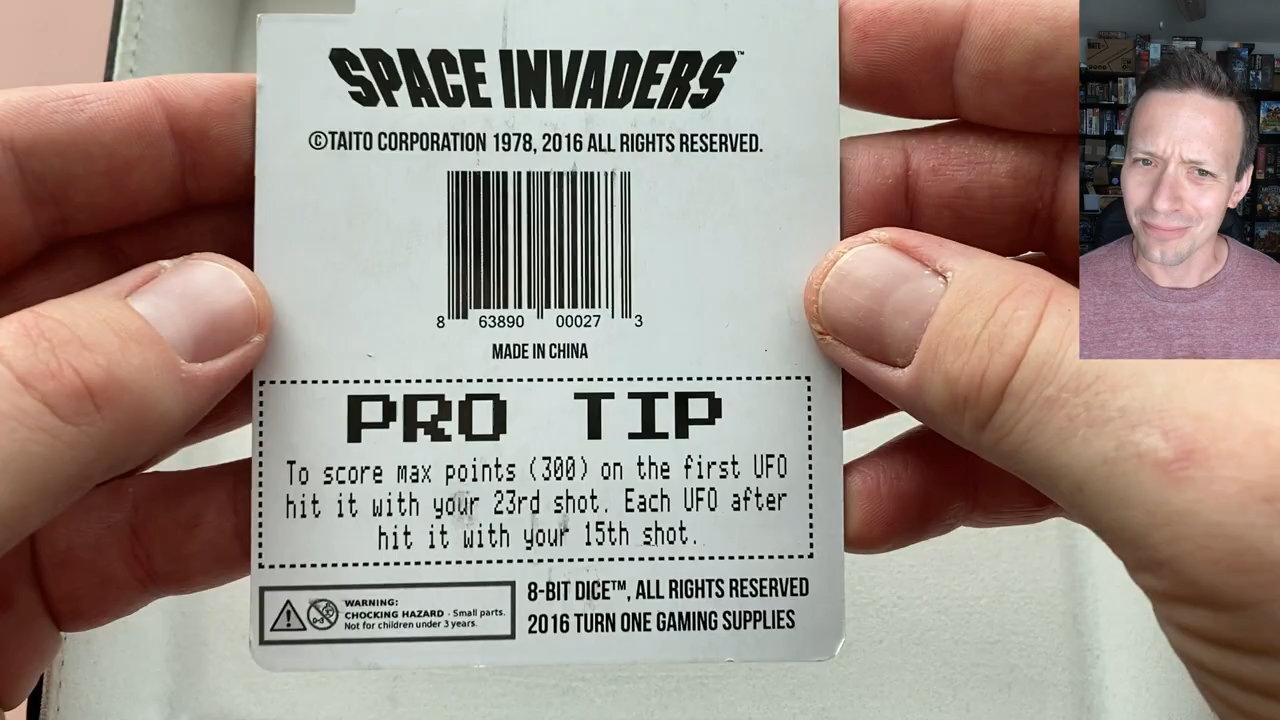 SPACE INVADERS™
©TAITO CORPORATION 1978, 2016 ALL RIGHTS RESERVED.
8 63890 00027 3
MADE IN CHINA
PRO TIP
To score max points (300) on the first UFO
hit it with your 23rd shot. Each UFO after
hit it with your 15th shot.
WARNING:
CHOCKING HAZARD - Small parts.
Not for children under 3 years.
0-3
8-BIT DICE™, ALL RIGHTS RESERVED
2016 TURN ONE GAMING SUPPLIES